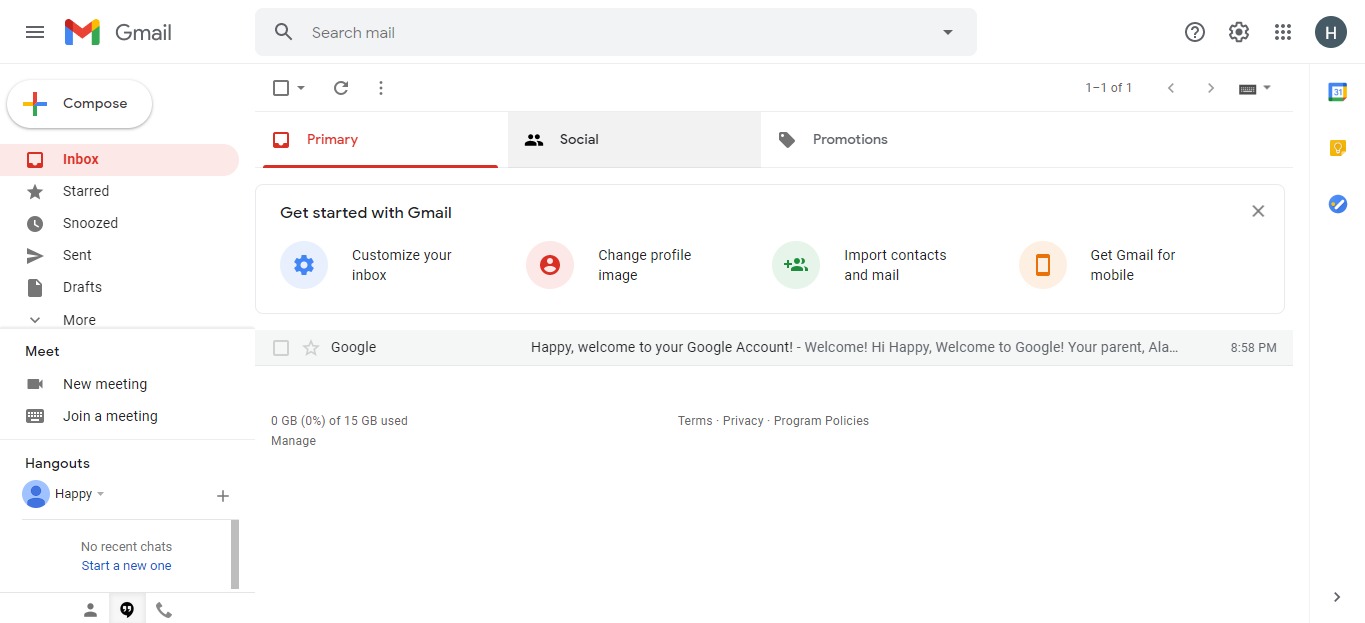 Gmail
Search mail
H
Compose
1–1 of 1
31
Primary
Social
Promotions
Inbox
Starred
Snoozed
Sent
Drafts
More
Get started with Gmail
Customize your
inbox
Change profile
image
Import contacts
and mail
Get Gmail for
mobile
Google Happy, welcome to your Google Account! - Welcome! Hi Happy, Welcome to Google! Your parent, Ala... 8:58 PM
Meet
New meeting
Join a meeting
0 GB (0%) of 15 GB used
Manage
Terms · Privacy · Program Policies
Hangouts
Happy
No recent chats
Start a new one